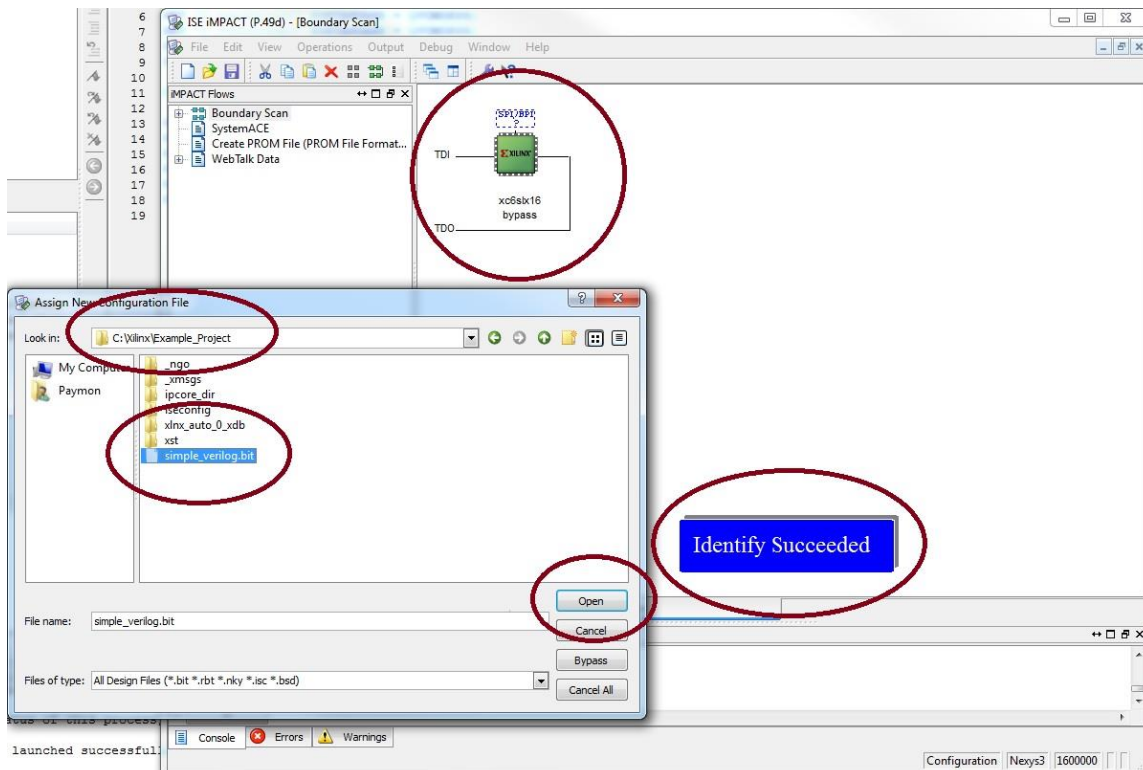 6
7
8
9
10
11
12
13
14
15
16
17
18
19
ISE iMPACT (P.49d) - [Boundary Scan]
File Edit View Operations Output Debug Window Help
iMPACT Flows
Boundary Scan
SystemACE
Create PROM File (PROM File Format...
WebTalk Data
SPI/BPI
?
TDI
XILINX
xc6slx16
bypass
TDO
Assign New Configuration File
Look in: C:\Xilinx\Example_Project
My Computer
Paymon
_ngo
_xmsgs
ipcore_dir
iseconfig
xlnx_auto_0_xdb
xst
simple_verilog.bit
Identify Succeeded
Open
File name: simple_verilog.bit
Cancel
Bypass
Files of type: All Design Files (*.bit *.rbt *.nky *.isc *.bsd)
Cancel All
of this process
launched successful
Console Errors Warnings
Configuration Nexys3 1600000